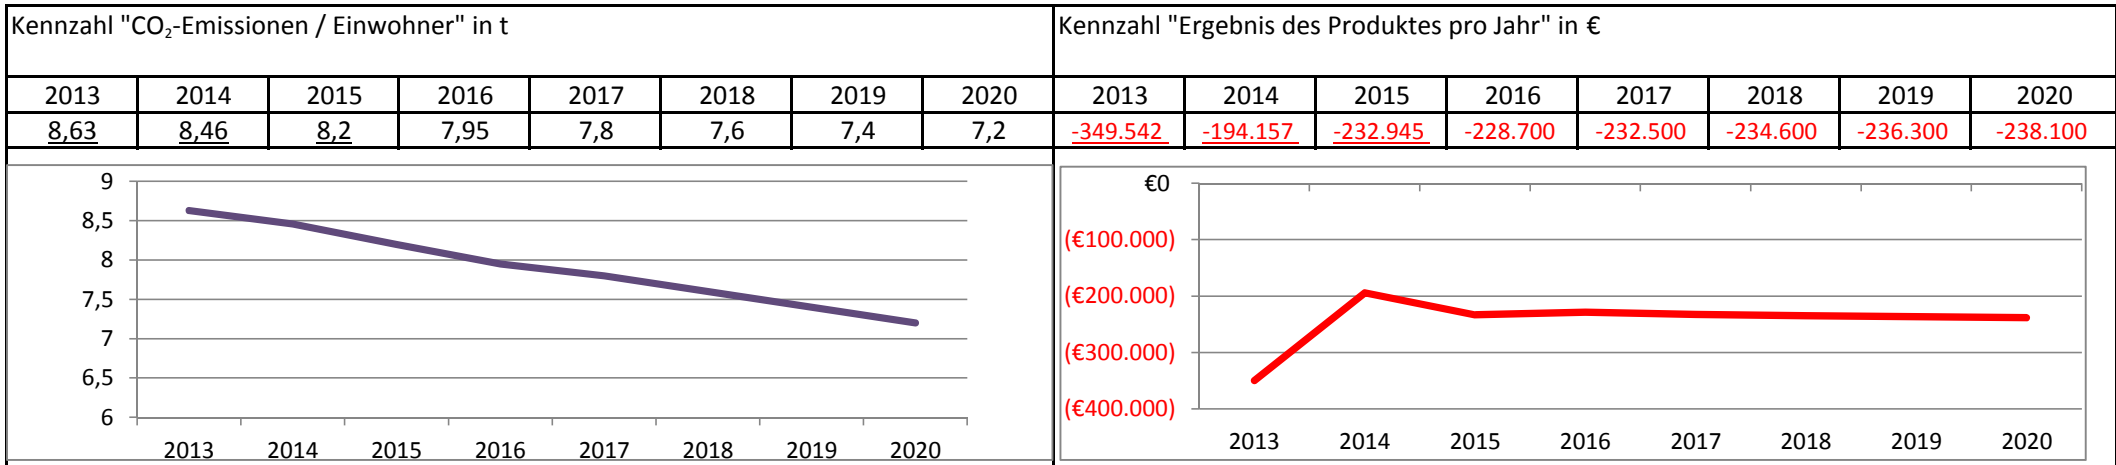 Kennzahl "CO₂-Emissionen / Einwohner" in t
2013 2014 2015 2016 2017 2018 2019 2020
8,63 8,46 8,2 7,95 7,8 7,6 7,4 7,2
9
8,5
8
7,5
7
6,5
6
2013 2014 2015 2016 2017 2018 2019 2020
Kennzahl "Ergebnis des Produktes pro Jahr" in €
2013 2014 2015 2016 2017 2018 2019 2020
-349.542 -194.157 -232.945 -228.700 -232.500 -234.600 -236.300 -238.100
€0
(€100.000)
(€200.000)
(€300.000)
(€400.000)
2013 2014 2015 2016 2017 2018 2019 2020